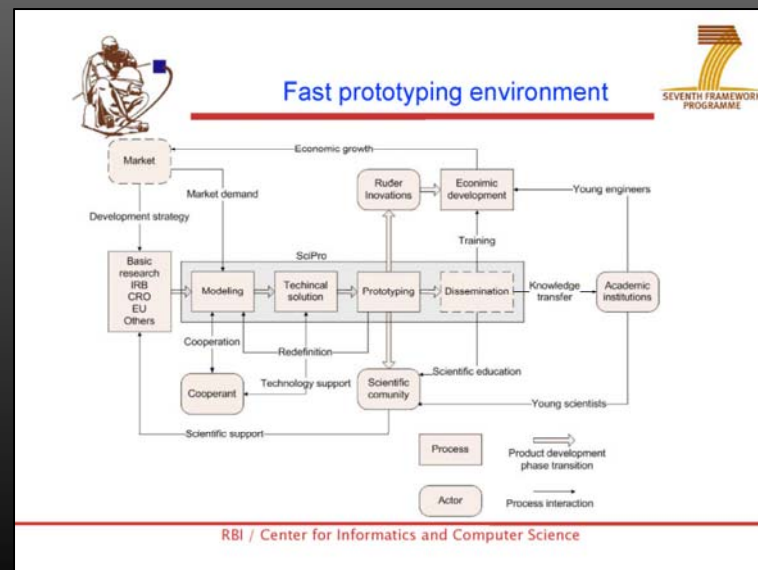 Fast prototyping environment
SEVENTH FRAMEWORK
PROGRAMME
Economic growth
Market
Market demand
Development strategy
Ruđer
Inovations
Econimic
development
Young engineers
Training
SciPro
Basic
research
IRB
CRO
EU
Others
Modeling
Techincal
solution
Prototyping
Dissemination
Knowledge
transfer
Academic
institutions
Cooperation
Redefinition
Cooperant
Technology support
Scientific
comunity
Scientific education
Young scientists
Scientific support
Process
Product development
phase transition
Actor
Process interaction
RBI / Center for Informatics and Computer Science